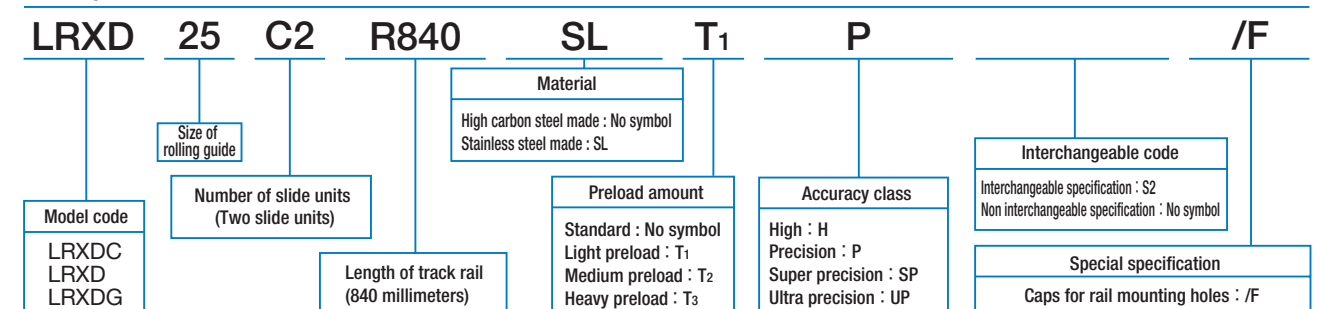 LRXD 25 C2 R840 SL T1 P /F
Material
High carbon steel made : No symbol
Stainless steel made : SL
Size of
rolling guide
Interchangeable code
Interchangeable specification : S2
Non interchangeable specification : No symbol
Number of slide units
(Two slide units)
Preload amount
Standard : No symbol
Light preload : T1
Medium preload : T2
Heavy preload : T3
Accuracy class
High : H
Precision : P
Super precision : SP
Ultra precision : UP
Model code
LRXDC
LRXD
LRXDG
Length of track rail
(840 millimeters)
Special specification
Caps for rail mounting holes : /F